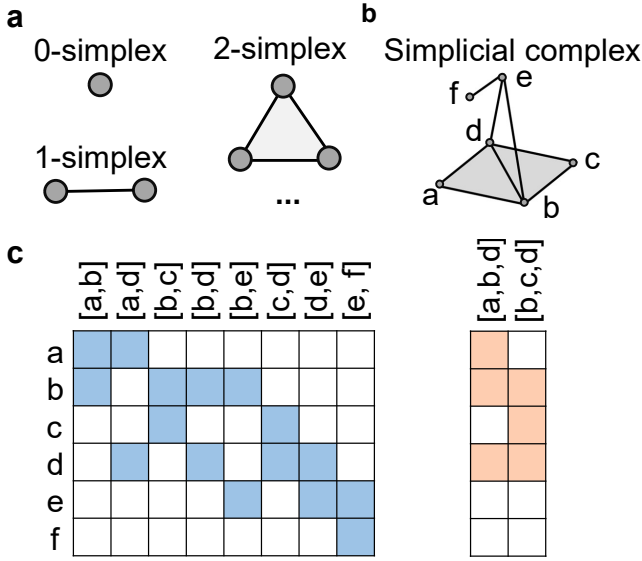 a
0-simplex
2-simplex
1-simplex
...
b
Simplicial complex
e
f
d
c
a
b
c
[a,b] [a,d] [b,c] [b,d] [b,e] [c,d] [d,e] [e, f]
[a,b,d] [b,c,d]
a
b
c
d
e
f